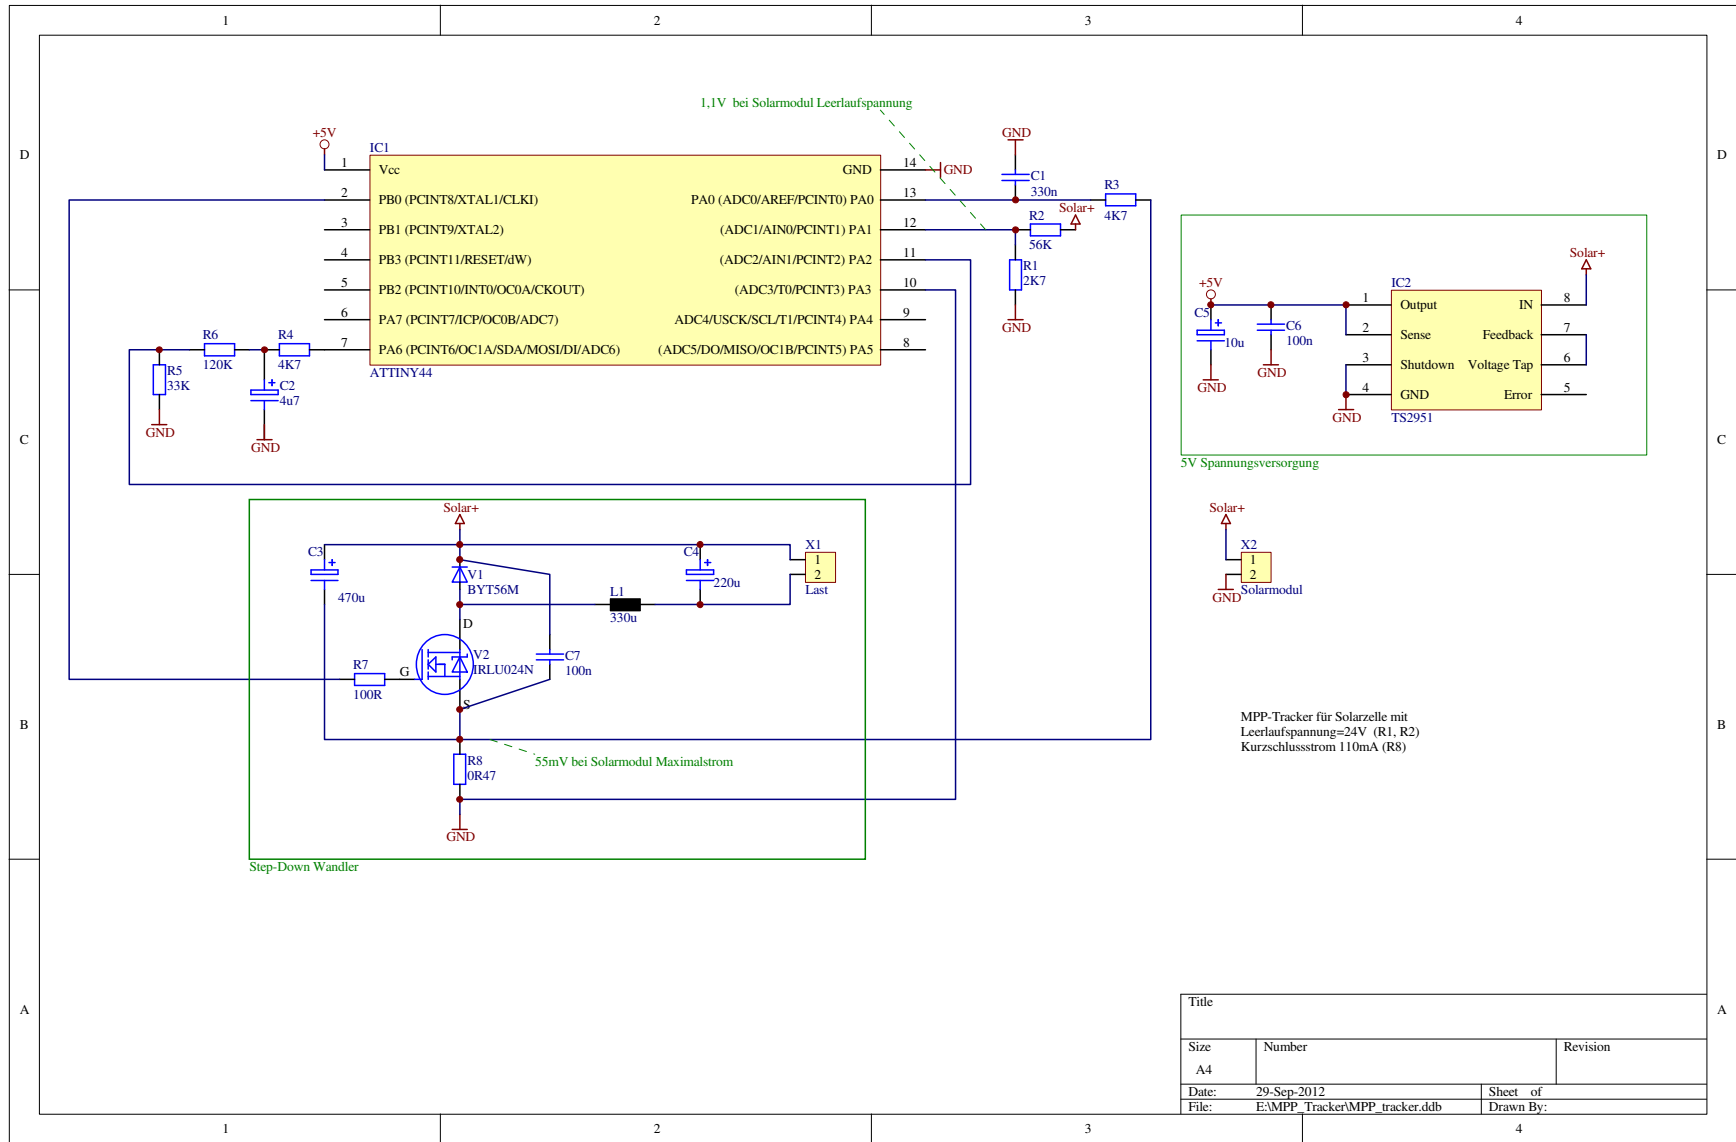 1
2
3
4
D
D
C
C
B
B
A
A
1,1V bei Solarmodul Leerlaufspannung
+5V
IC1
1
Vcc
2
PB0 (PCINT8/XTAL1/CLKI)
3
PB1 (PCINT9/XTAL2)
4
PB3 (PCINT11/RESET/dW)
5
PB2 (PCINT10/INT0/OC0A/CKOUT)
6
PA7 (PCINT7/ICP/OC0B/ADC7)
7
PA6 (PCINT6/OC1A/SDA/MOSI/DI/ADC6)
GND
14
GND
PA0 (ADC0/AREF/PCINT0) PA0
13
(ADC1/AIN0/PCINT1) PA1
12
(ADC2/AIN1/PCINT2) PA2
11
(ADC3/T0/PCINT3) PA3
10
ADC4/USCK/SCL/T1/PCINT4) PA4
9
(ADC5/DO/MISO/OC1B/PCINT5) PA5
8
ATTINY44
GND
C1
330n
R3
4K7
Solar+
R2
56K
R1
2K7
GND
R6
120K
R4
4K7
R5
33K
GND
C2
4u7
GND
Solar+
IC2
+5V
1
Output
2
Sense
3
Shutdown
4
GND
IN
8
Feedback
7
Voltage Tap
6
Error
5
TS2951
C5
10u
GND
C6
100n
GND
GND
5V Spannungsversorgung
Solar+
C3
470u
V1
BYT56M
C4
220u
X1
1
2
Last
L1
330u
D
V2
IRLU024N
G
S
R7
100R
C7
100n
R8
0R47
55mV bei Solarmodul Maximalstrom
GND
Step-Down Wandler
Solar+
X2
1
2
GND
Solarmodul
MPP-Tracker für Solarzelle mit
Leerlaufspannung=24V (R1, R2)
Kurzschlussstrom 110mA (R8)
Title
Size
A4
Number
Revision
Date:
29-Sep-2012
Sheet of
File:
E:\MPP_Tracker\MPP_tracker.ddb
Drawn By:
1
2
3
4